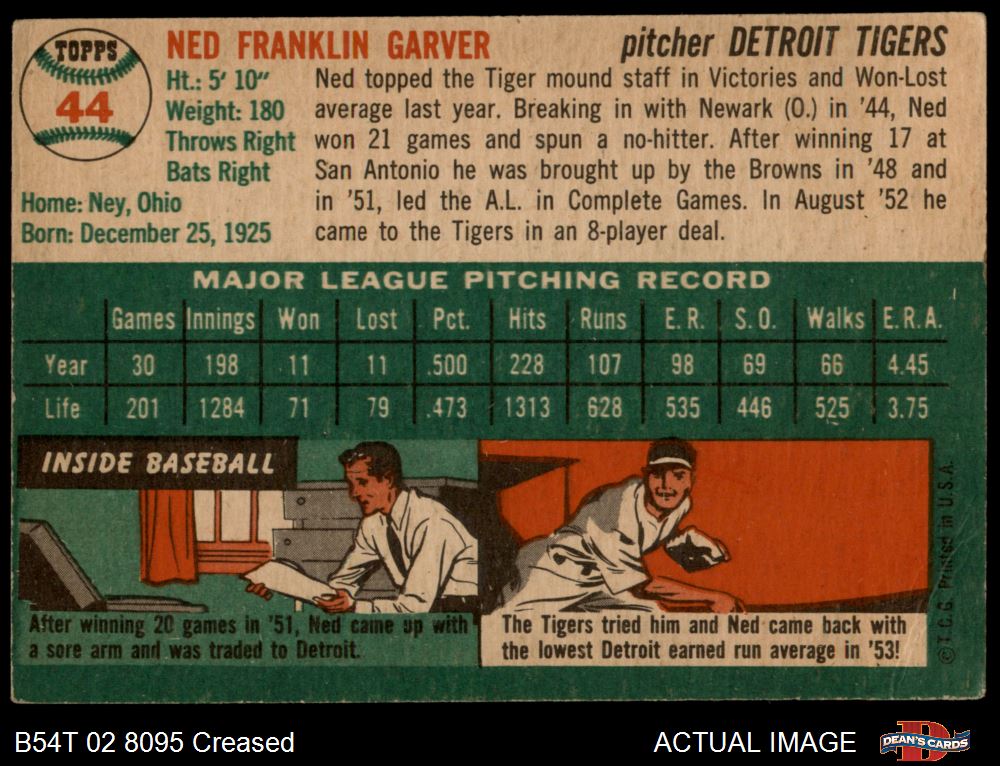 TOPPS
44
NED FRANKLIN GARVER
pitcher DETROIT TIGERS
Ht.: 5' 10"
Weight: 180
Throws Right
Bats Right
Home: Ney, Ohio
Born: December 25, 1925
Ned topped the Tiger mound staff in Victories and Won-Lost
average last year. Breaking in with Newark (O.) in '44, Ned
won 21 games and spun a no-hitter. After winning 17 at
San Antonio he was brought up by the Browns in '48 and
in '51, led the A.L. in Complete Games. In August '52 he
came to the Tigers in an 8-player deal.
MAJOR LEAGUE PITCHING RECORD
Games Innings Won Lost Pct. Hits Runs E.R. S.O. Walks E.R.A.
Year 30 198 11 11 .500 228 107 98 69 66 4.45
Life 201 1284 71 79 .473 1313 628 535 446 525 3.75
INSIDE BASEBALL
After winning 20 games in '51, Ned came up with
a sore arm and was traded to Detroit.
The Tigers tried him and Ned came back with
the lowest Detroit earned run average in '53!
© T.C.G. Printed in U.S.A.
B54T 02 8095 Creased
ACTUAL IMAGE
D
DEAN'S CARDS